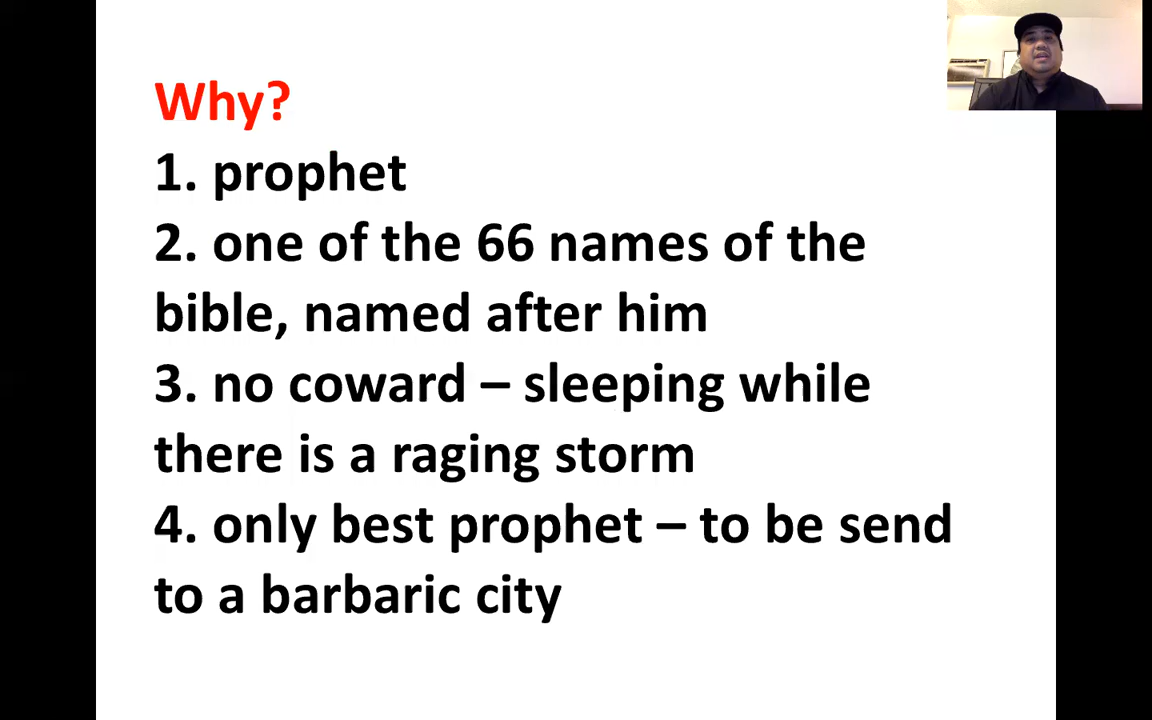 Why?
1. prophet
2. one of the 66 names of the
bible, named after him
3. no coward – sleeping while
there is a raging storm
4. only best prophet – to be send
to a barbaric city